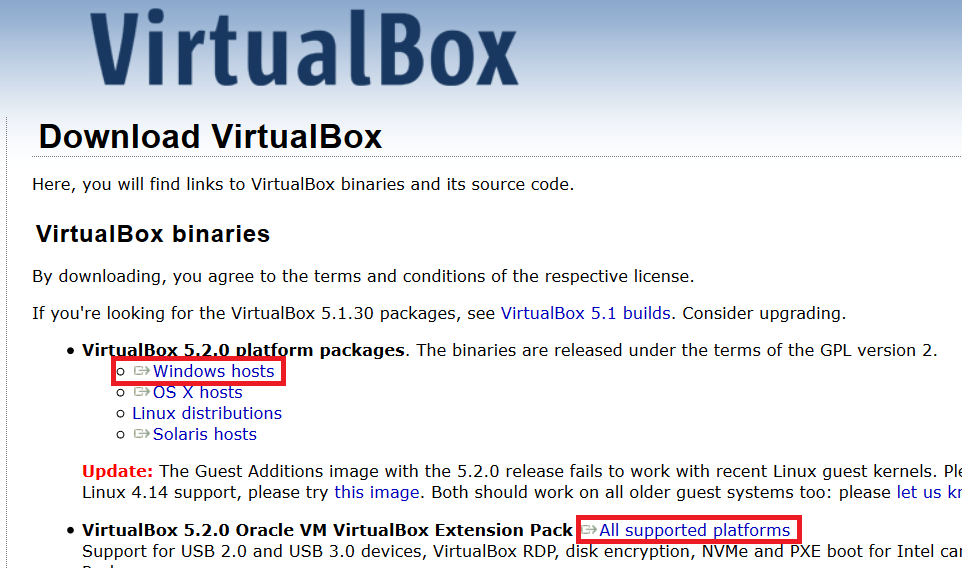 VirtualBox
Download VirtualBox
Here, you will find links to VirtualBox binaries and its source code.
VirtualBox binaries
By downloading, you agree to the terms and conditions of the respective license.
If you're looking for the VirtualBox 5.1.30 packages, see VirtualBox 5.1 builds. Consider upgrading.
VirtualBox 5.2.0 platform packages. The binaries are released under the terms of the GPL version 2.
Windows hosts
OS X hosts
Linux distributions
Solaris hosts
Update: The Guest Additions image with the 5.2.0 release fails to work with recent Linux guest kernels.
Linux 4.14 support, please try this image. Both should work on all older guest systems too: please let us
VirtualBox 5.2.0 Oracle VM VirtualBox Extension Pack All supported platforms
Support for USB 2.0 and USB 3.0 devices, VirtualBox RDP, disk encryption, NVMe and PXE boot for Intel